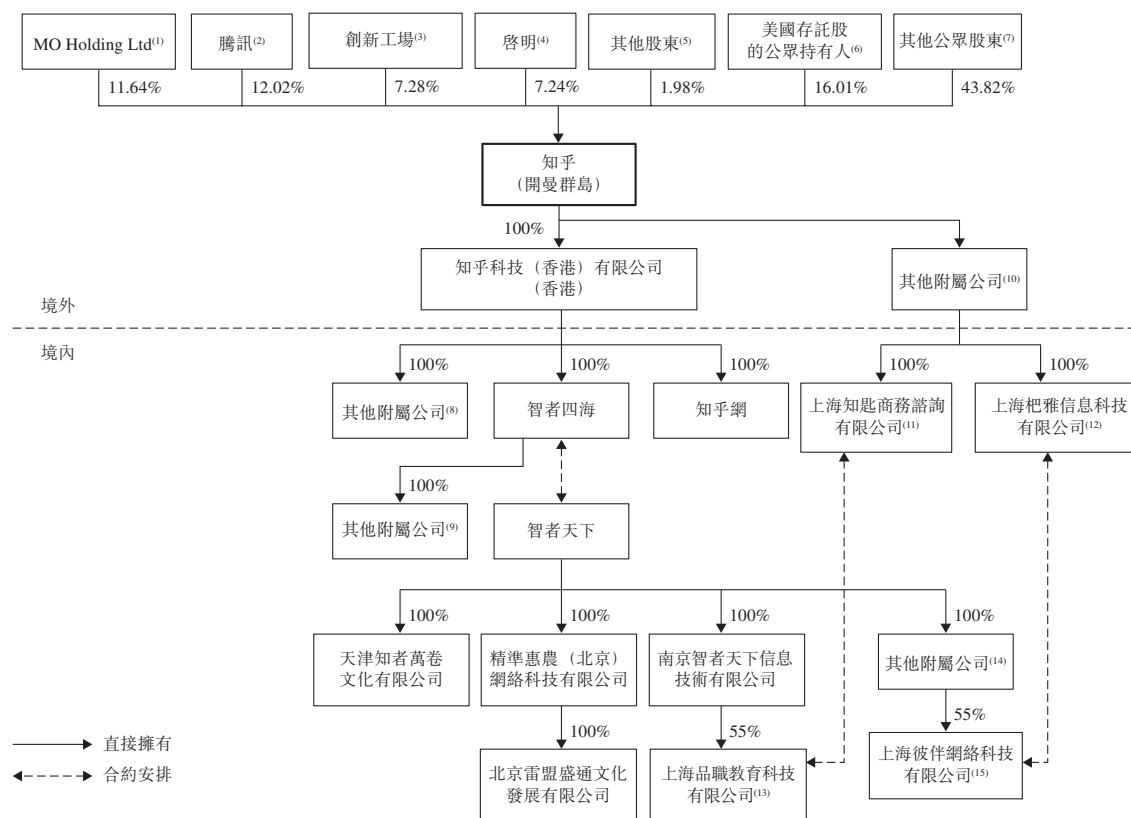 MO Holding Ltd(1)
騰訊(2)
創新工場(3)
啓明(4)
其他股東(5)
美國存託股
的公眾持有人(6)
其他公眾股東(7)
11.64%
12.02%
7.28%
7.24%
1.98%
16.01%
43.82%
知乎
（開曼群島）
100%
知乎科技（香港）有限公司
（香港）
其他附屬公司(10)
境外
境內
100%
100%
100%
100%
100%
其他附屬公司(8)
智者四海
知乎網
上海知匙商務諮詢
有限公司(11)
上海杷雅信息科技
有限公司(12)
100%
其他附屬公司(9)
智者天下
100%
100%
100%
100%
天津知者萬卷
文化有限公司
精準惠農（北京）
網絡科技有限公司
南京智者天下信息
技術有限公司
其他附屬公司(14)
100%
55%
55%
北京雷盟盛通文化
發展有限公司
上海品職教育科技
有限公司(13)
上海彼伴網絡科技
有限公司(15)
直接擁有
合約安排